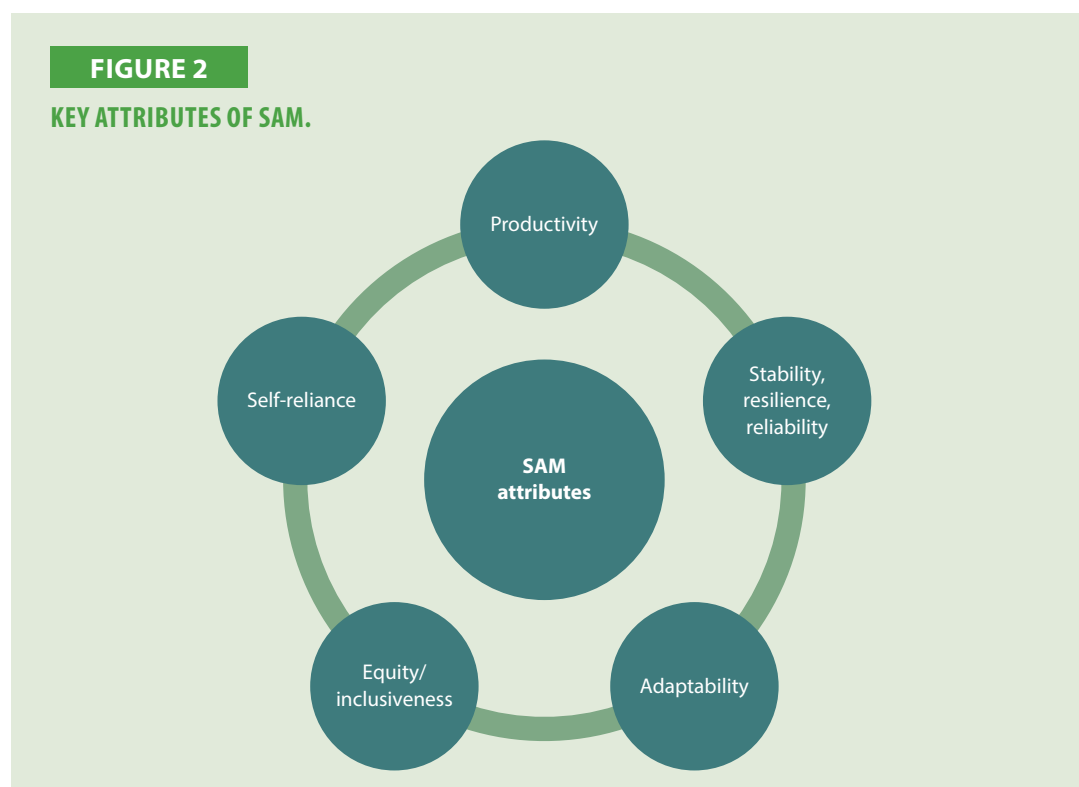 FIGURE 2
KEY ATTRIBUTES OF SAM.
Productivity
Stability,
resilience,
reliability
Self-reliance
SAM
attributes
Equity/
inclusiveness
Adaptability